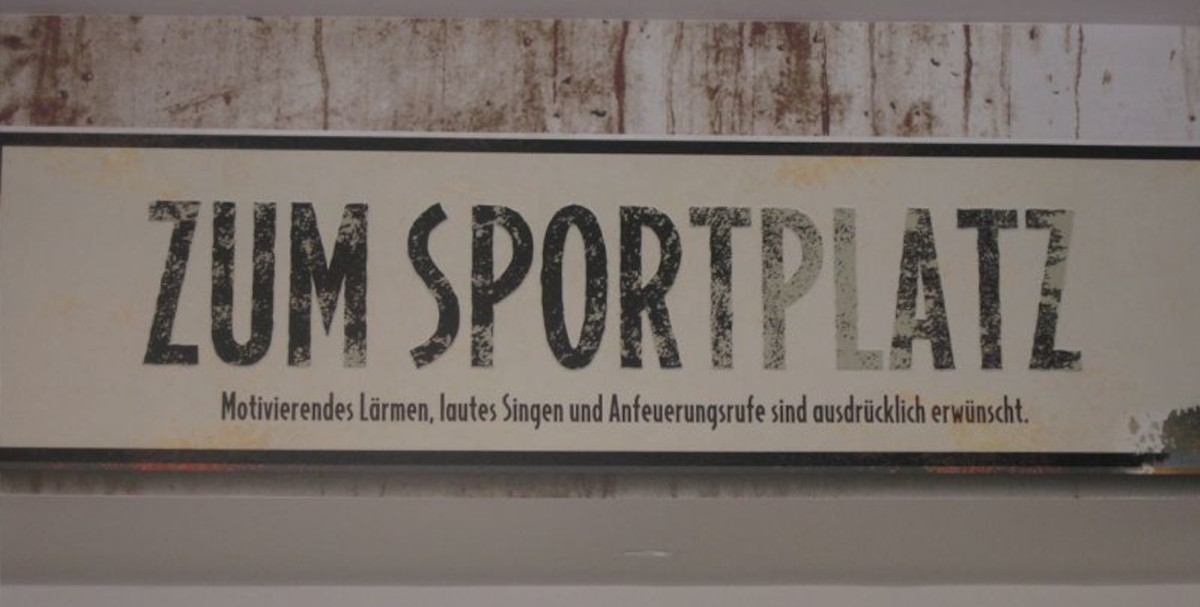 ZUM SPORTPLATZ
Motivierendes Lärmen, lautes Singen und Anfeuerungsrufe sind ausdrücklich erwünscht.